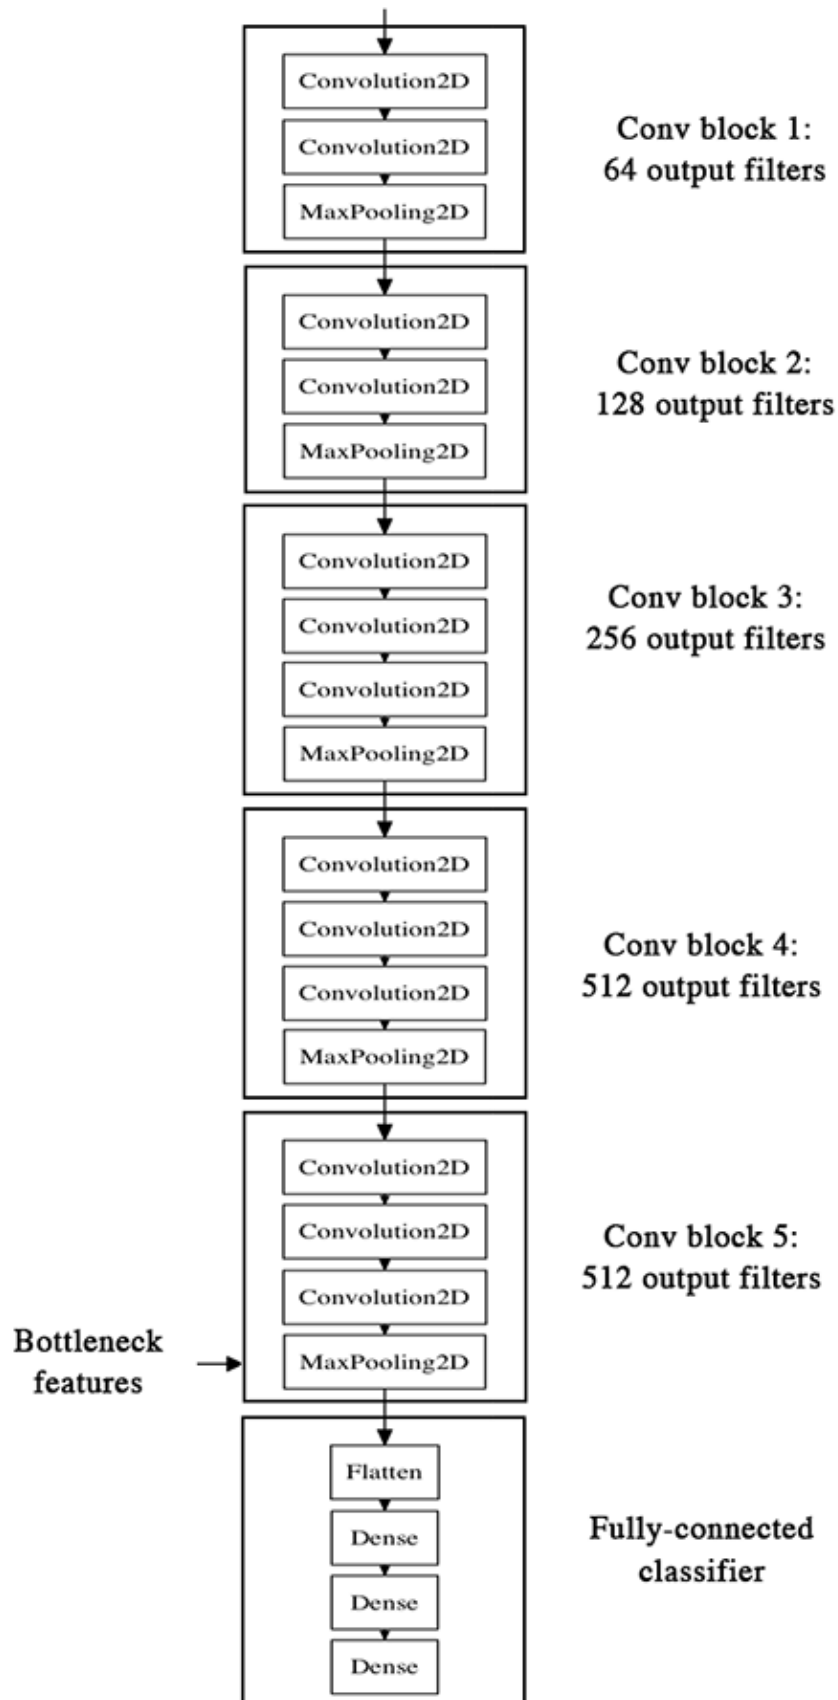 Convolution2D
Convolution2D
MaxPooling2D
Conv block 1:
64 output filters
Convolution2D
Convolution2D
MaxPooling2D
Conv block 2:
128 output filters
Convolution2D
Convolution2D
Convolution2D
MaxPooling2D
Conv block 3:
256 output filters
Convolution2D
Convolution2D
Convolution2D
MaxPooling2D
Conv block 4:
512 output filters
Convolution2D
Convolution2D
Convolution2D
MaxPooling2D
Conv block 5:
512 output filters
Bottleneck
features
Flatten
Dense
Dense
Dense
Fully-connected
classifier